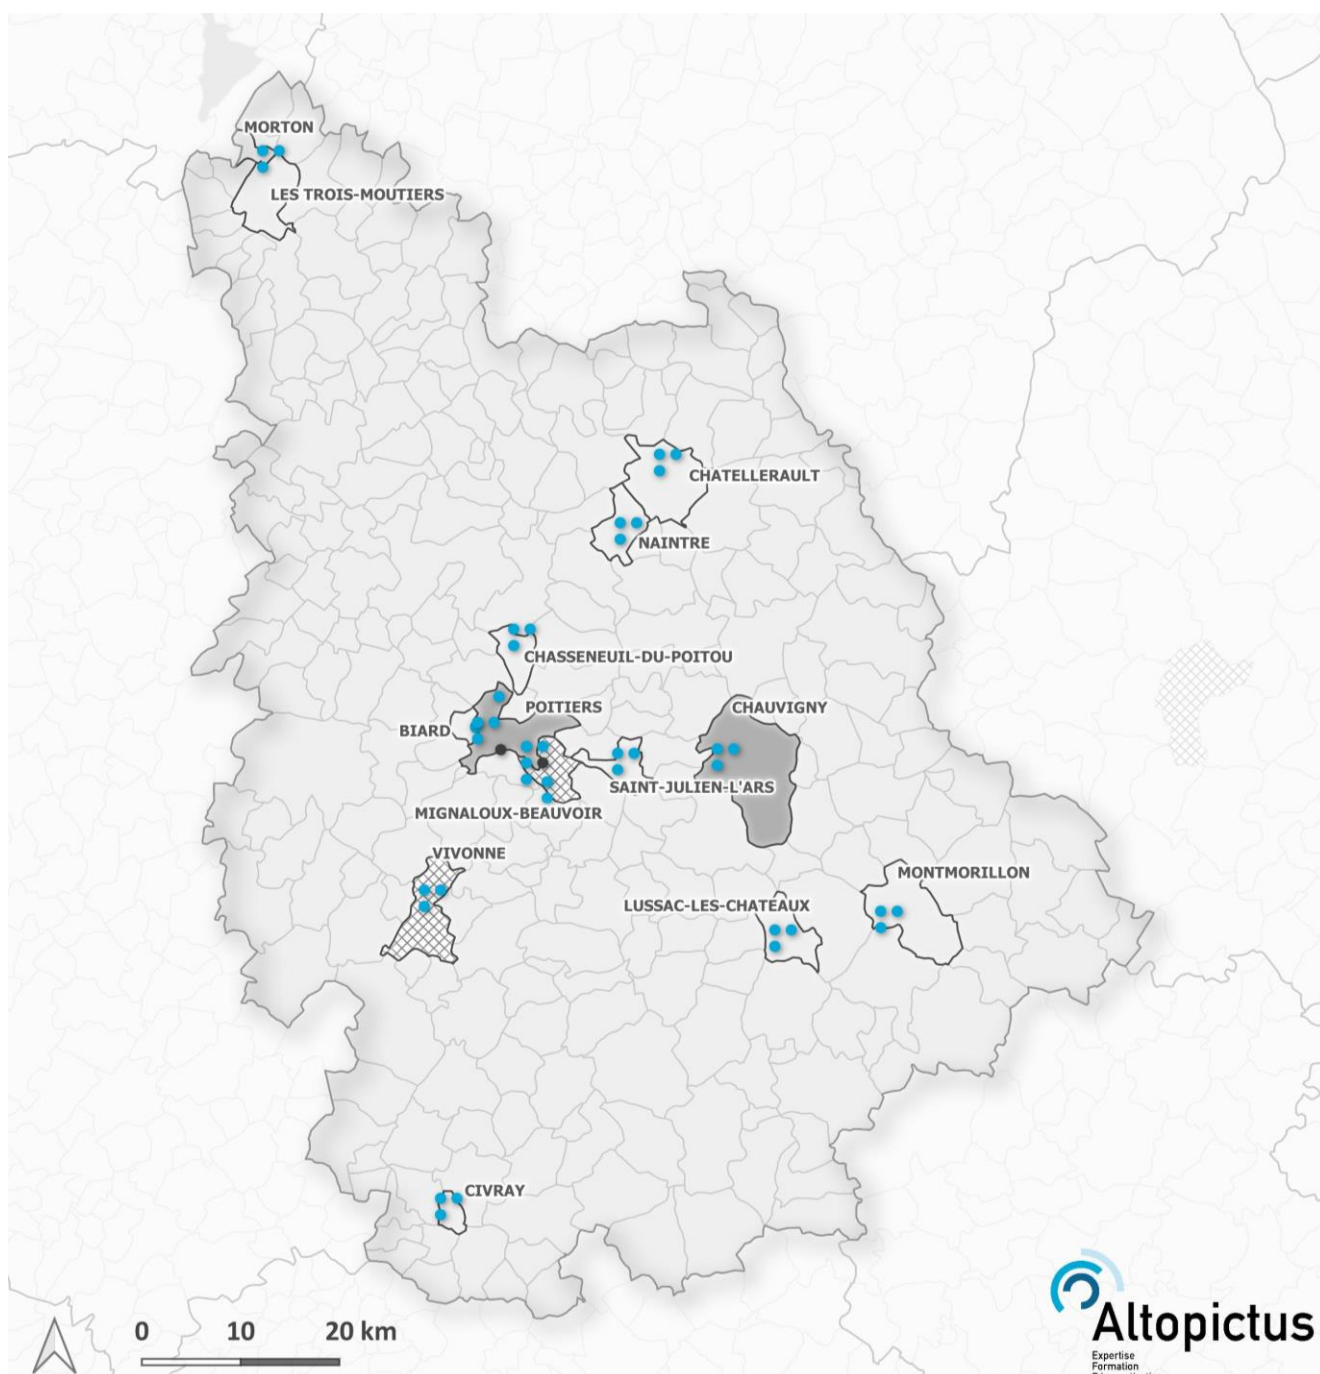 MORTON
LES TROIS-MOUTIERS
CHATELLERAULT
NAINTRE
CHASSENEUIL-DU-POITOU
POITIERS
CHAUVIGNY
BIARD
SAINT-JULIEN-L'ARS
MIGNALOUX-BEAUVOIR
VIVONNE
MONTMORILLON
LUSSAC-LES-CHATEAUX
CIVRAY
0 10 20 km
Altopictus
Expertise
Formation